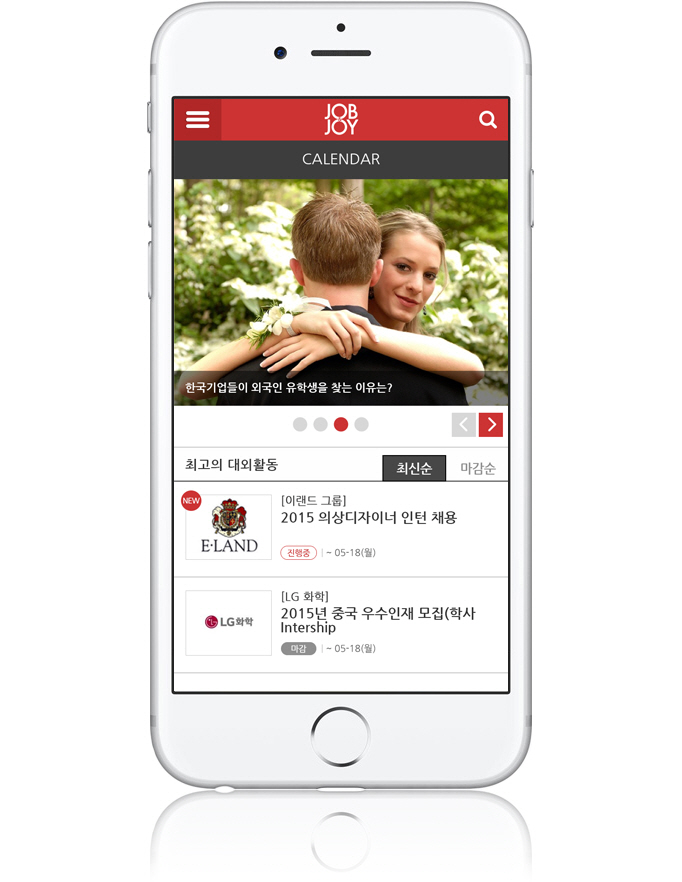 JOB
JOY
CALENDAR
한국기업들이 외국인 유학생을 찾는 이유는?
최고의 대외활동
최신순
마감순
NEW
E·LAND
[이랜드 그룹]
2015 의상디자이너 인턴 채용
진행중 | ~ 05-18(월)
LG화학
[LG 화학]
2015년 중국 우수인재 모집(학사
Intership
마감 | ~ 05-18(월)